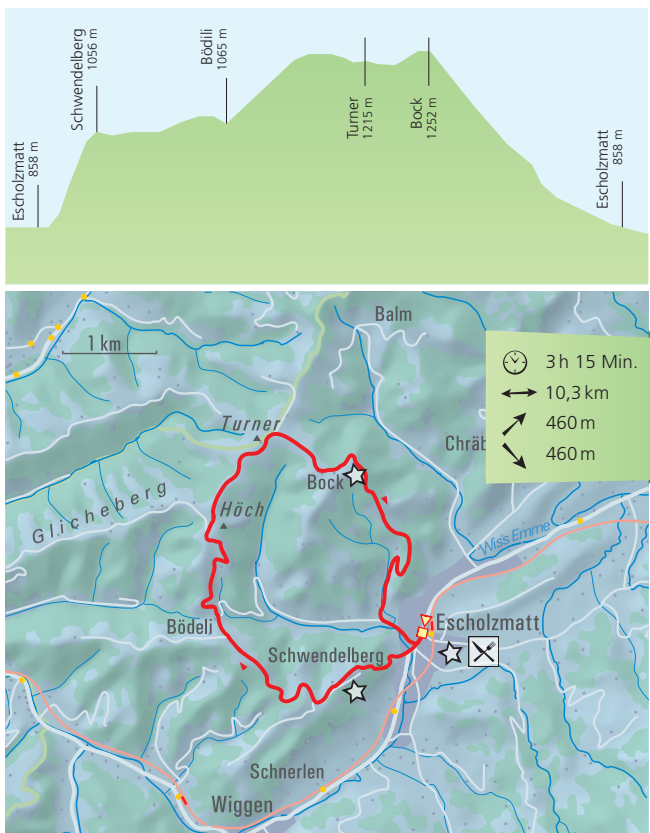 Escholzmatt
858 m
Schwendelberg
1056 m
Bödili
1065 m
Turner
1215 m
Bock
1252 m
Escholzmatt
858 m
Balm
1 km
3 h 15 Min.
10,3 km
460 m
460 m
Turner
Chräb
Bock
Höch
Glicheberg
Wiss Emme
Bödeli
Escholzmatt
Schwendelberg
Schnerlen
Wiggen